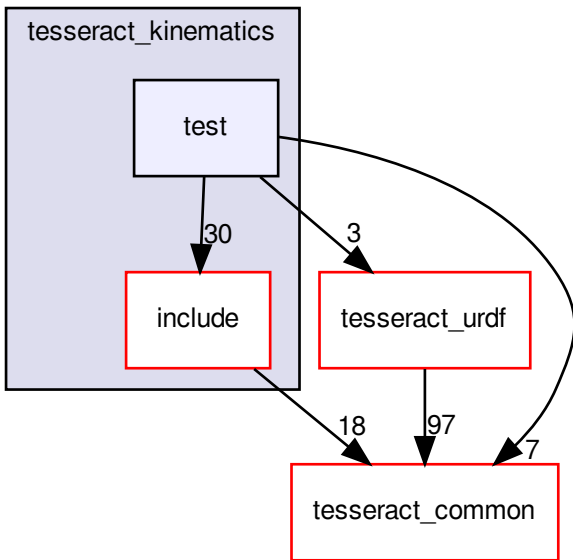 tesseract_kinematics
test
30
3
include
tesseract_urdf
18
97
7
tesseract_common